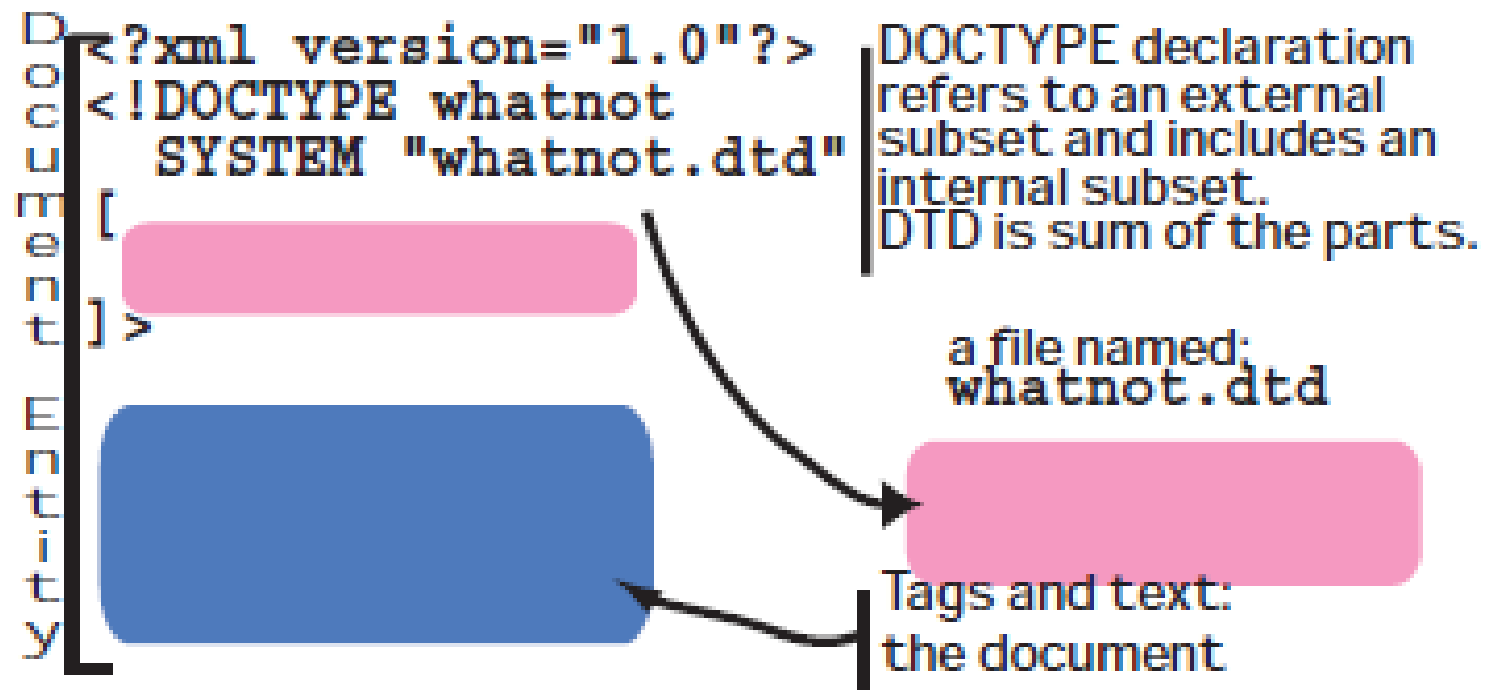 Document Entity
<?xml version="1.0"?>
<!DOCTYPE whatnot
SYSTEM "whatnot.dtd"
[
]>
DOCTYPE declaration
refers to an external
subset and includes an
internal subset.
DTD is sum of the parts.
a file named;
whatnot.dtd
Tags and text:
the document